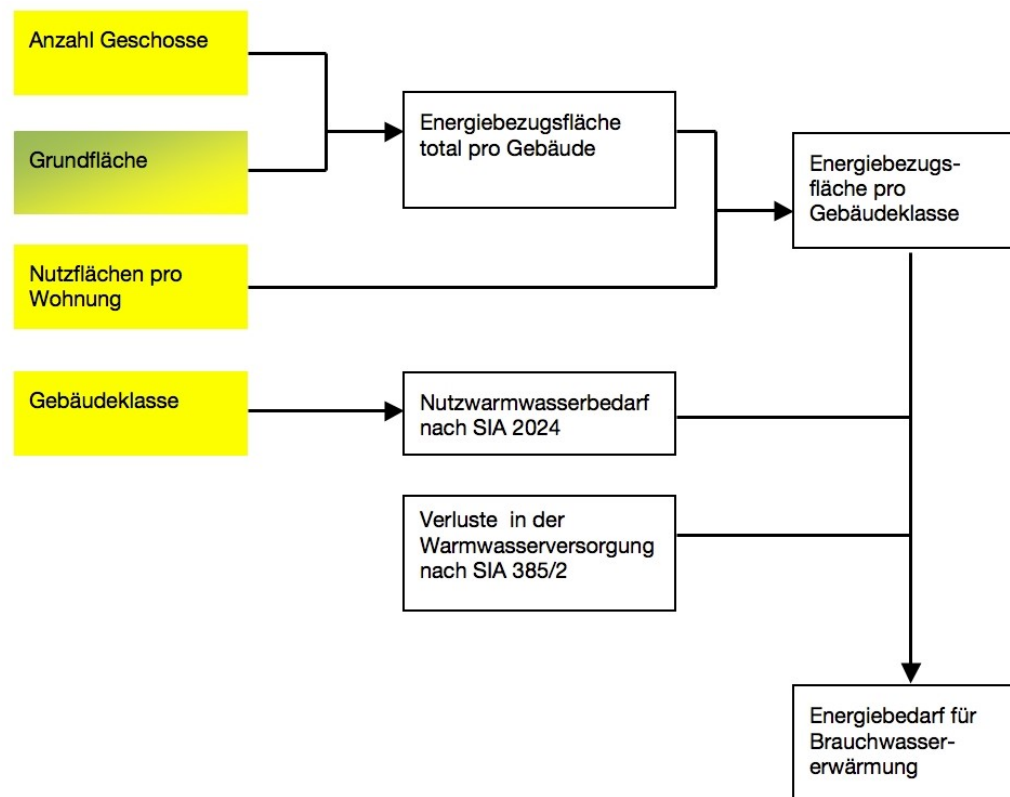 Anzahl Geschosse
Grundfläche
Nutzflächen pro
Wohnung
Gebäudeklasse
Energiebezugsfläche
total pro Gebäude
Nutzwarmwasserbedarf
nach SIA 2024
Verluste in der
Warmwasserversorgung
nach SIA 385/2
Energiebezugs-
fläche pro
Gebäudeklasse
Energiebedarf für
Brauchwasser-
erwärmung